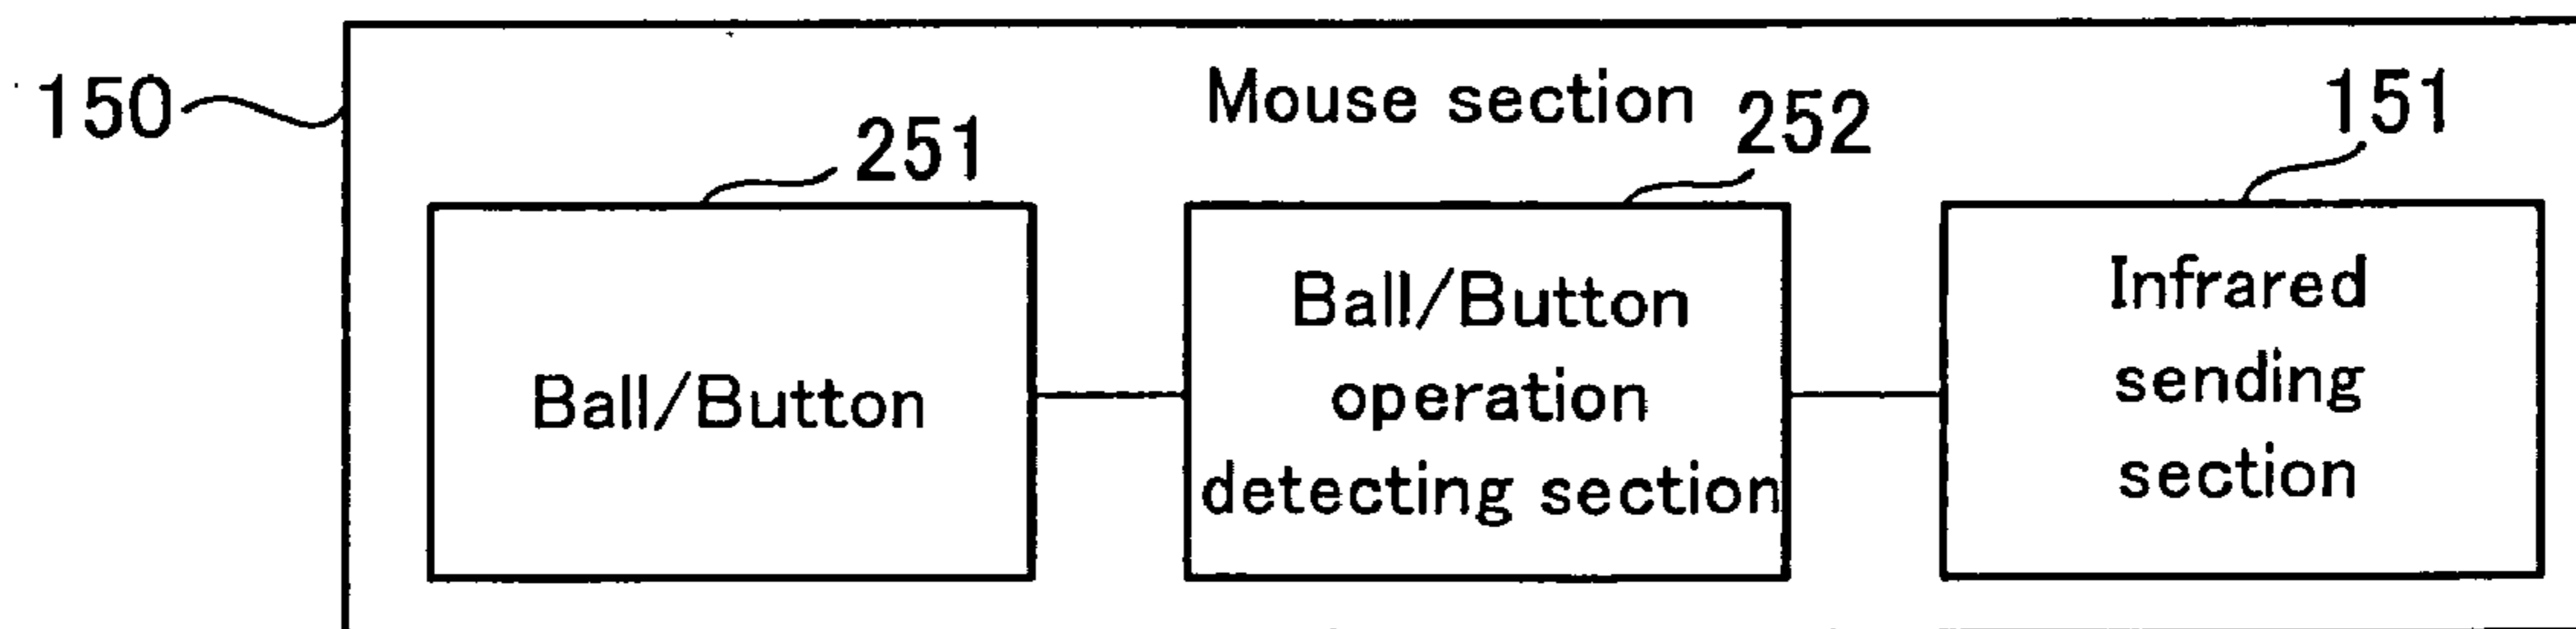 150
Mouse section
251
252
151
Ball/Button
Ball/Button
operation
detecting section
Infrared
sending
section